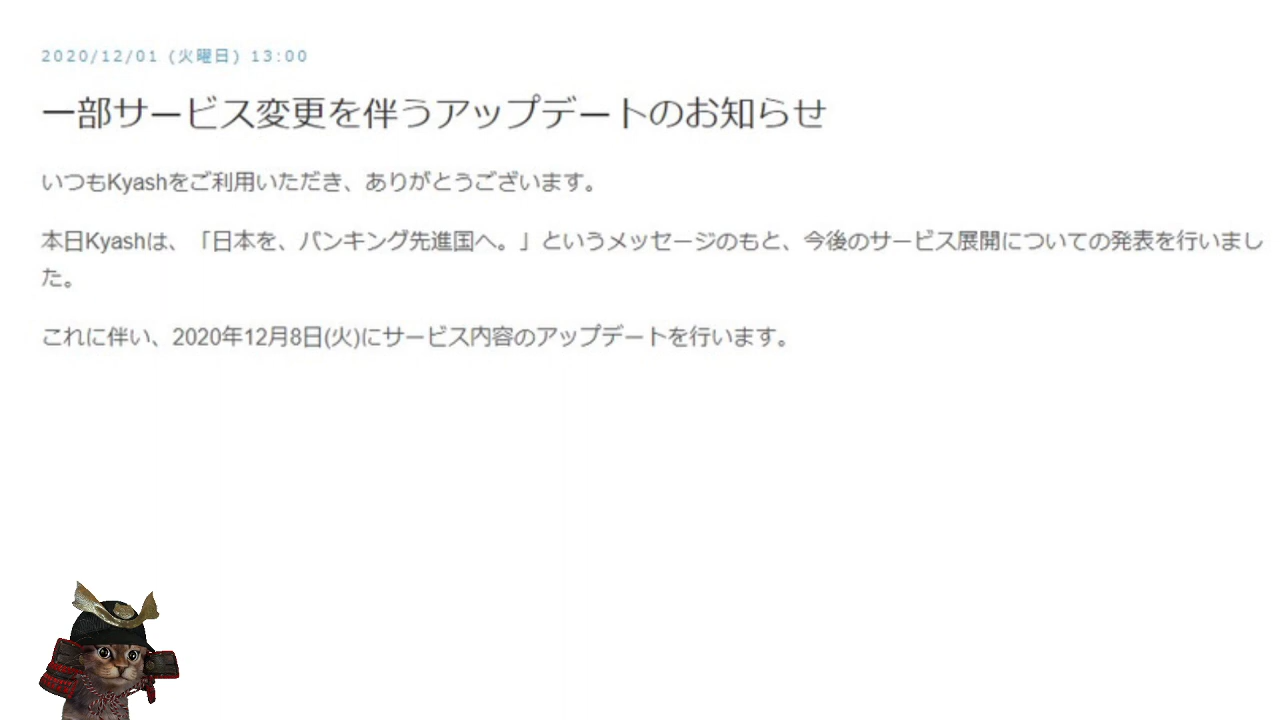 2020/12/01 (火曜日) 13:00
一部サービス変更を伴うアップデートのお知らせ
いつもKyashをご利用いただき、ありがとうございます。
本日Kyashは、「日本を、バンキング先進国へ。」というメッセージのもと、今後のサービス展開についての発表を行いまし
た。
これに伴い、2020年12月8日(火)にサービス内容のアップデートを行います。